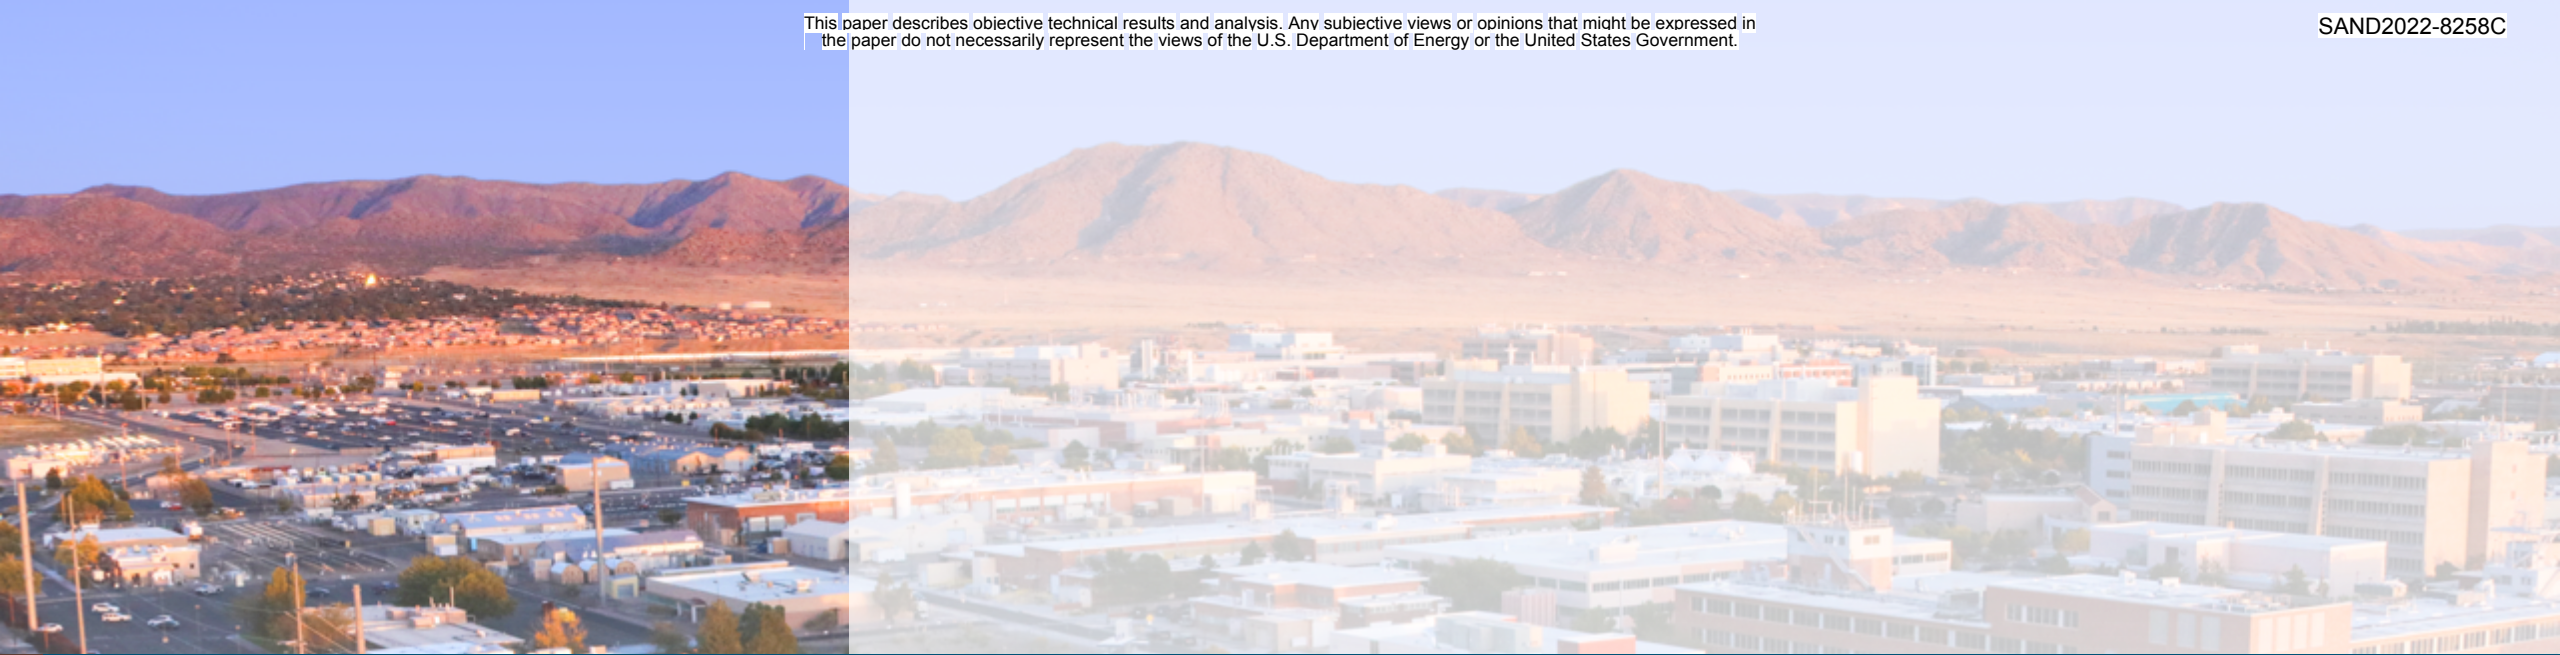 This paper describes objective technical results and analysis. Any subjective views or opinions that might be expressed in
the paper do not necessarily represent the views of the U.S. Department of Energy or the United States Government.
SAND2022-8258C